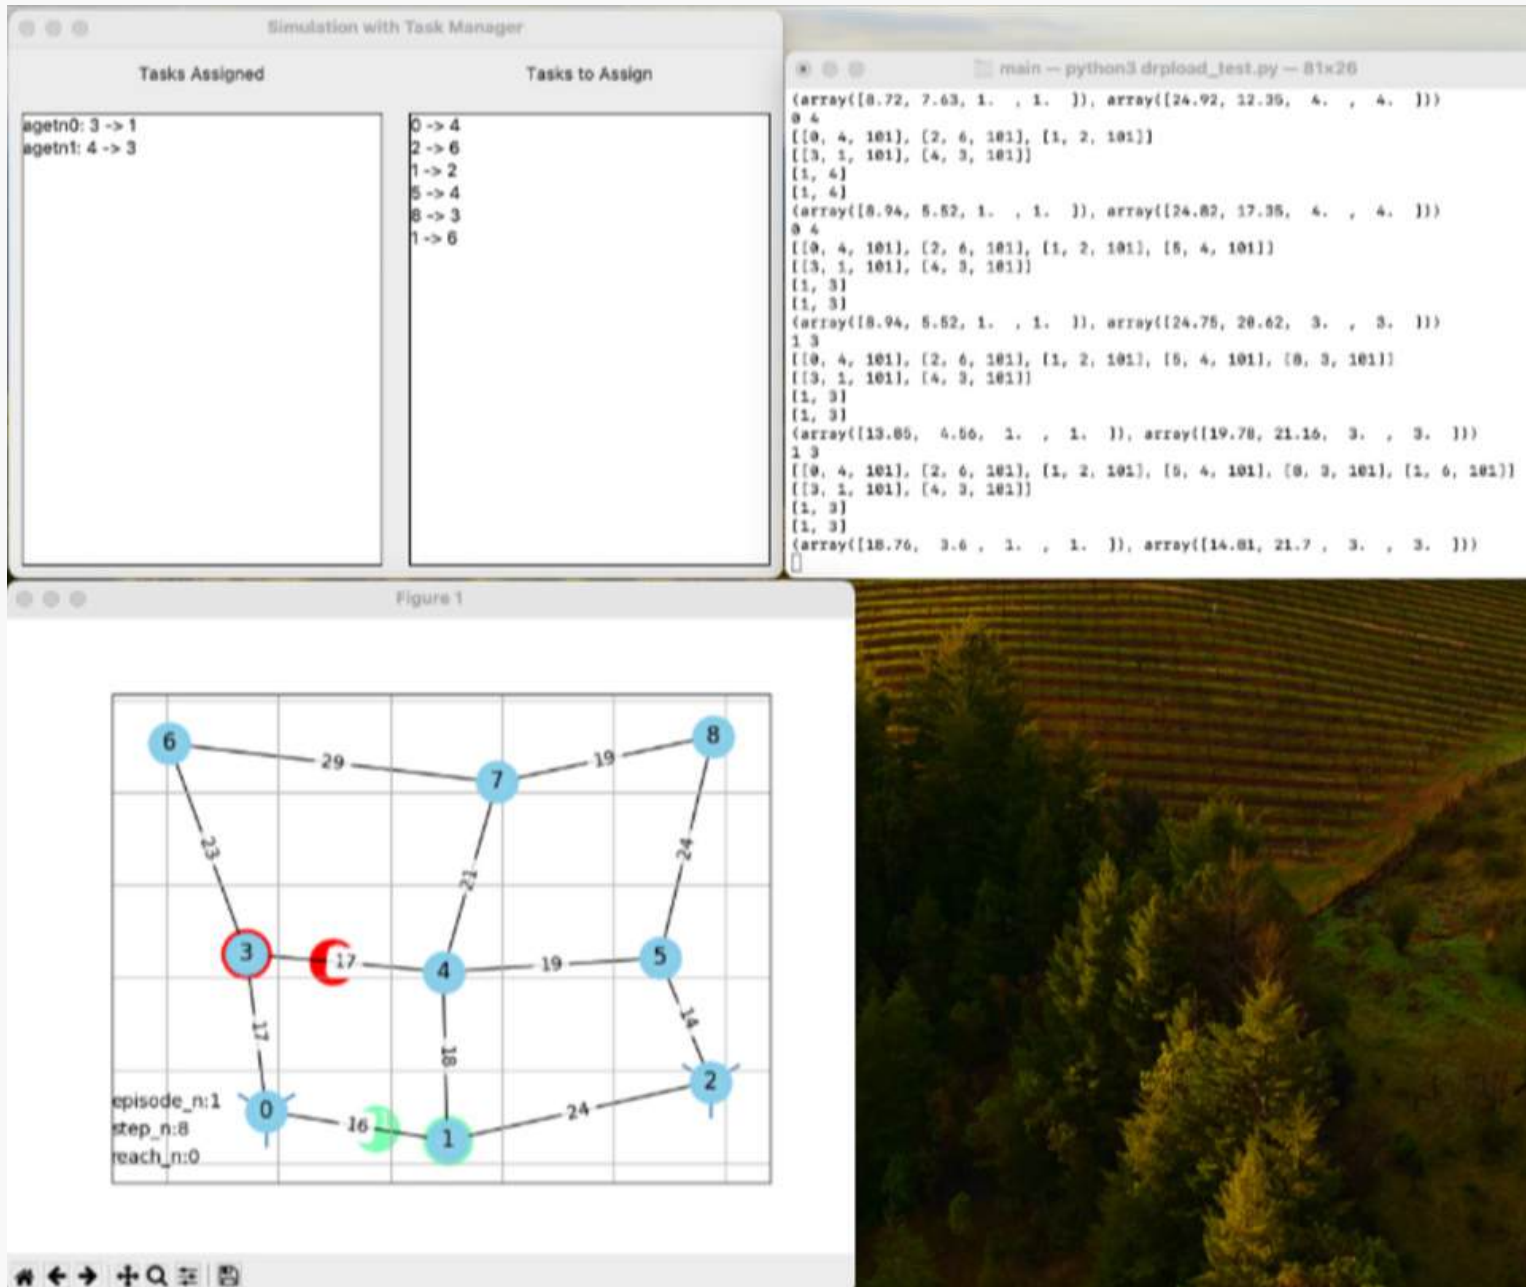 Simulation with Task Manager
Tasks Assigned
Tasks to Assign
agetn0: 3 -> 1
agetn1: 4 -> 3
0 -> 4
2 -> 6
1 -> 2
5 -> 4
8 -> 3
1 -> 6
main — python3 drpload_test.py — 81×26
(array([8.72, 7.63, 1.  , 1.  ]), array([24.92, 12.35,  4.  ,  4.  ]))
0 4
[[0, 4, 101], [2, 6, 101], [1, 2, 101]]
[[3, 1, 101], [4, 3, 101]]
[1, 4]
[1, 4]
(array([8.94, 5.52, 1.  , 1.  ]), array([24.82, 17.35,  4.  ,  4.  ]))
0 4
[[0, 4, 101], [2, 6, 101], [1, 2, 101], [5, 4, 101]]
[[3, 1, 101], [4, 3, 101]]
[1, 3]
[1, 3]
(array([8.94, 5.52, 1.  , 1.  ]), array([24.75, 20.62,  3.  ,  3.  ]))
1 3
[[0, 4, 101], [2, 6, 101], [1, 2, 101], [5, 4, 101], [8, 3, 101]]
[[3, 1, 101], [4, 3, 101]]
[1, 3]
[1, 3]
(array([13.85,  4.56,  1.  ,  1.  ]), array([19.78, 21.16,  3.  ,  3.  ]))
1 3
[[0, 4, 101], [2, 6, 101], [1, 2, 101], [5, 4, 101], [8, 3, 101], [1, 6, 101]]
[[3, 1, 101], [4, 3, 101]]
[1, 3]
[1, 3]
(array([18.76,  3.6 ,  1.  ,  1.  ]), array([14.81, 21.7 ,  3.  ,  3.  ]))
Figure 1
6
29
7
19
8
23
21
24
3
17
4
19
5
17
18
14
0
16
1
24
2
episode_n:1
step_n:8
reach_n:0